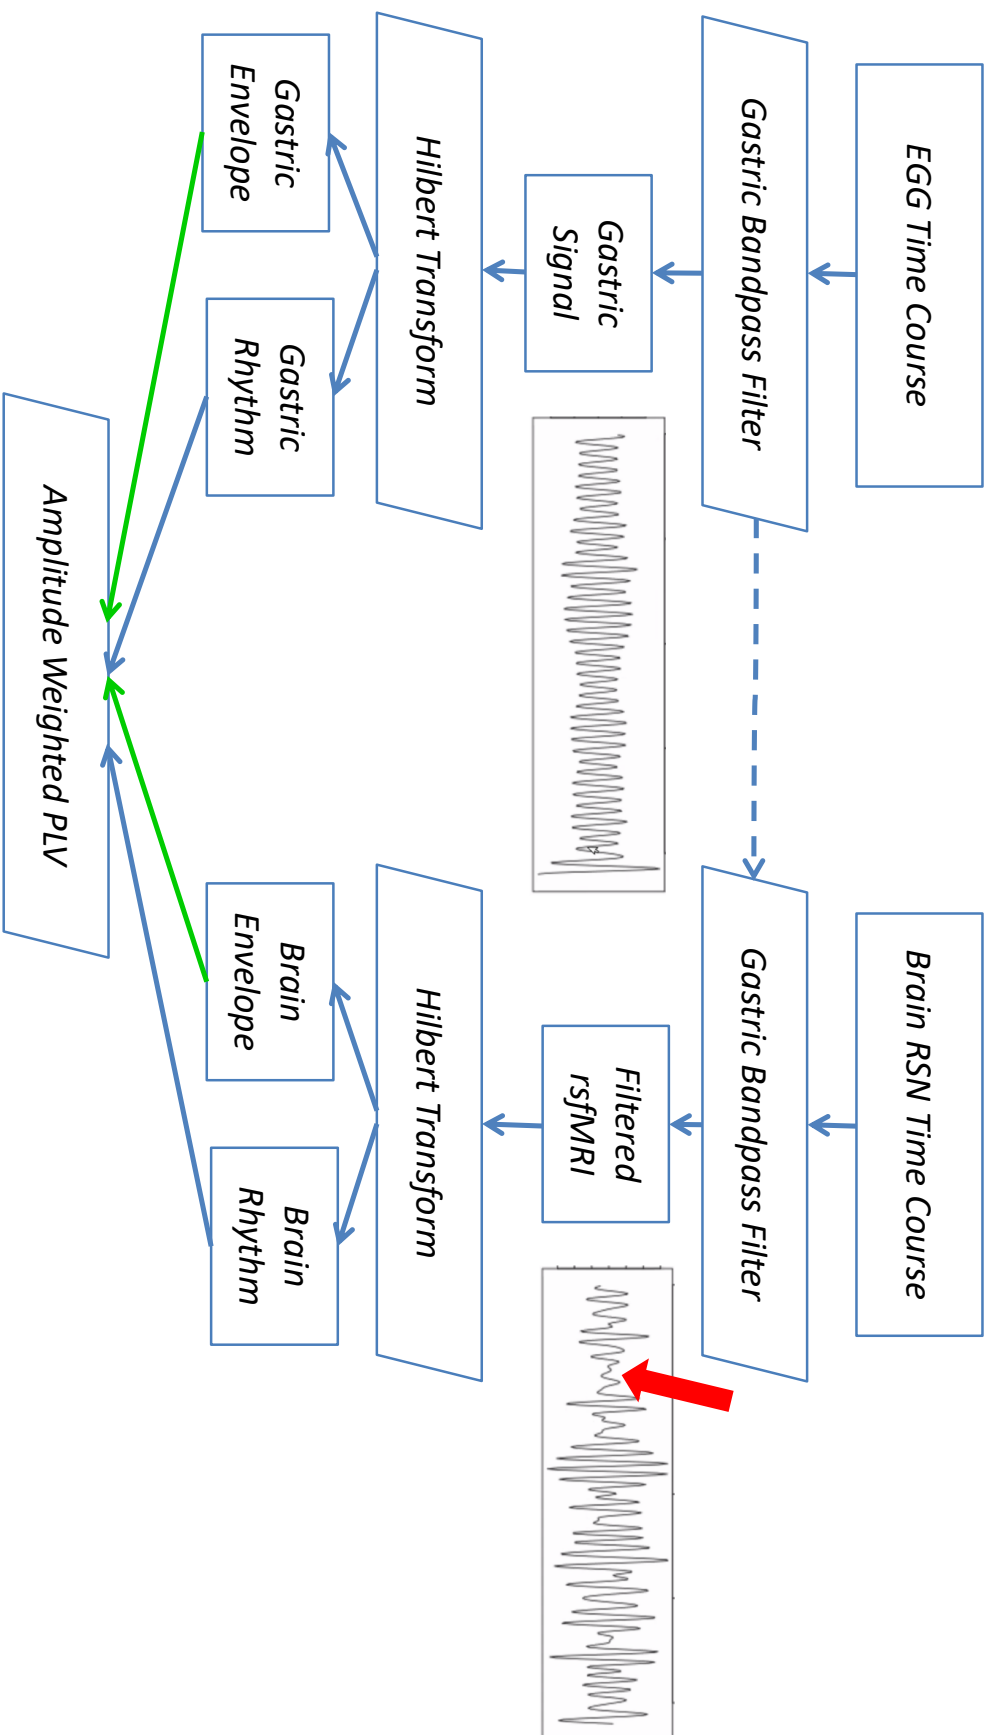 EGG Time Course
Gastric Bandpass Filter
Gastric
Signal
Hilbert Transform
Gastric
Envelope
Gastric
Rhythm
Brain RSN Time Course
Gastric Bandpass Filter
Filtered
rsfMRI
Hilbert Transform
Brain
Envelope
Brain
Rhythm
Amplitude Weighted PLV